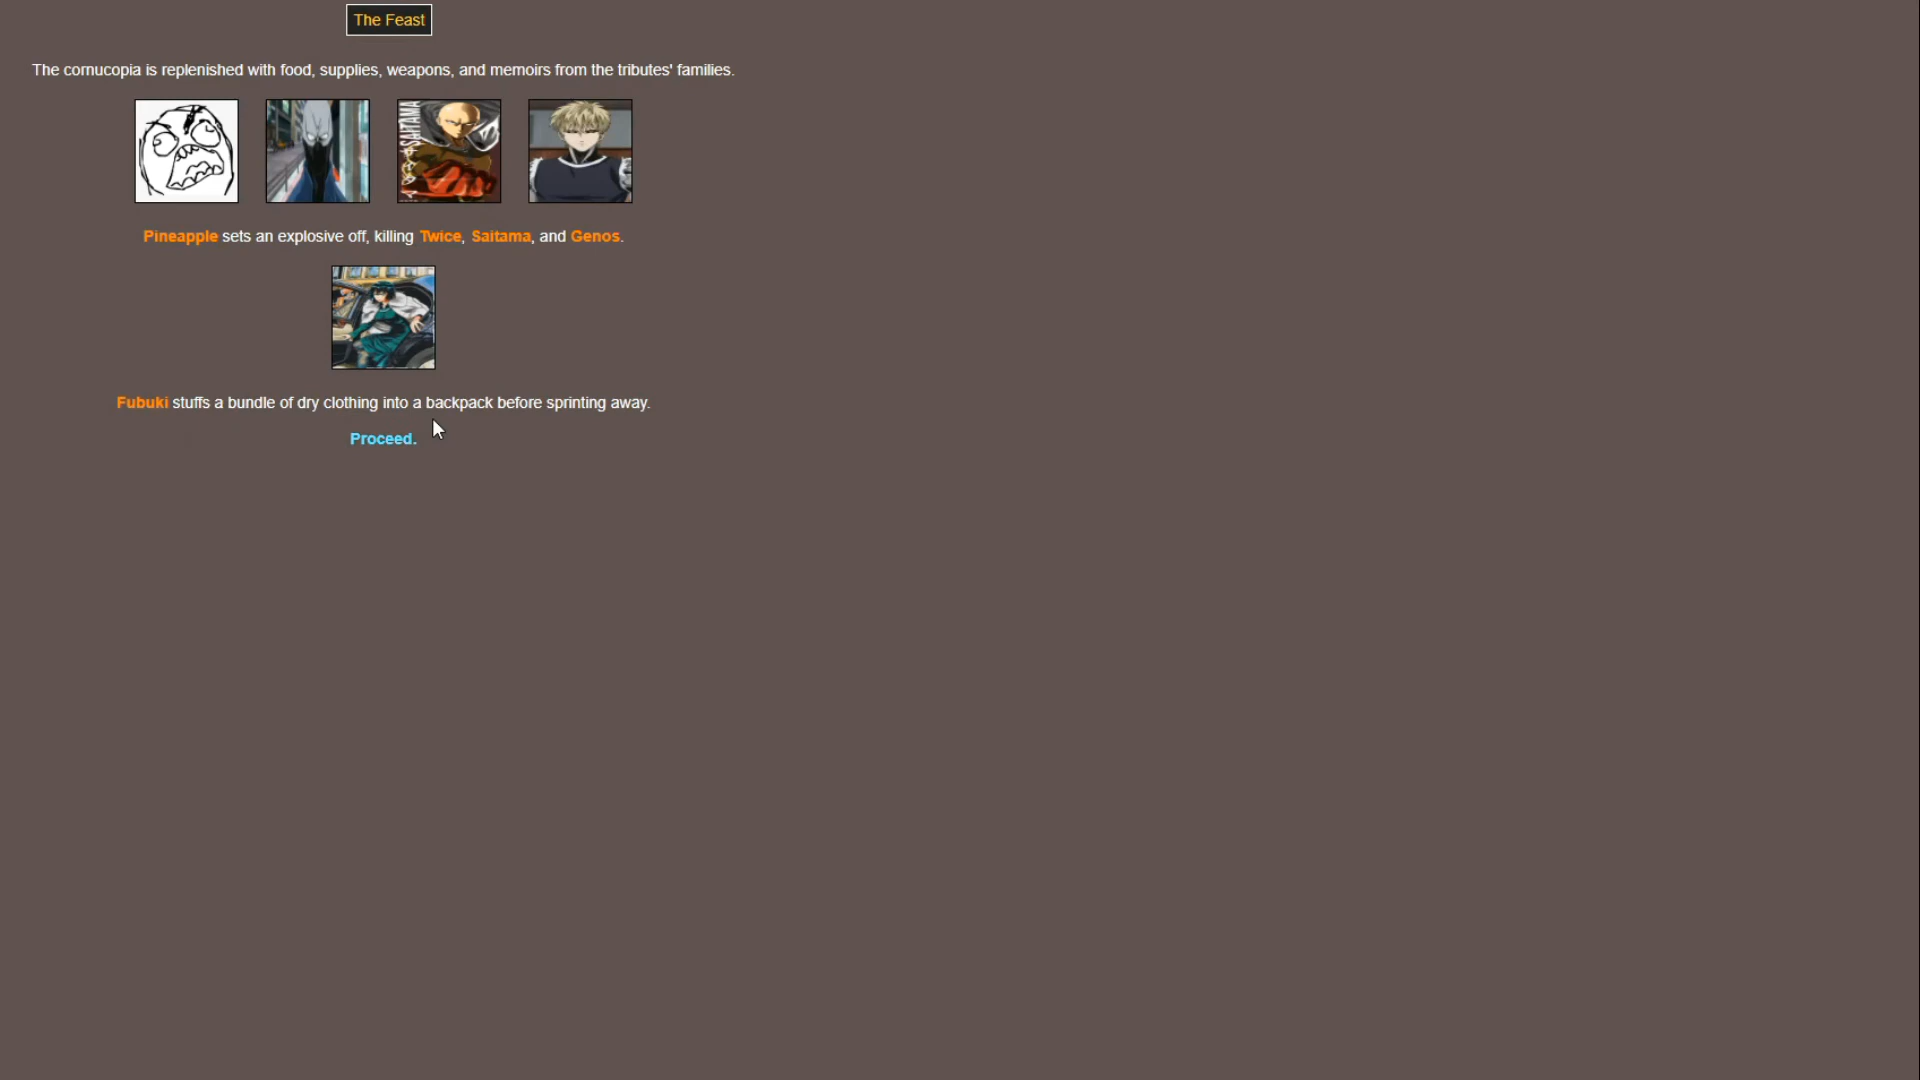 The Feast
The cornucopia is replenished with food, supplies, weapons, and memoirs from the tributes' families.
SAITAMA
Pineapple sets an explosive off, killing Twice, Saitama, and Genos.
Fubuki stuffs a bundle of dry clothing into a backpack before sprinting away.
Proceed.